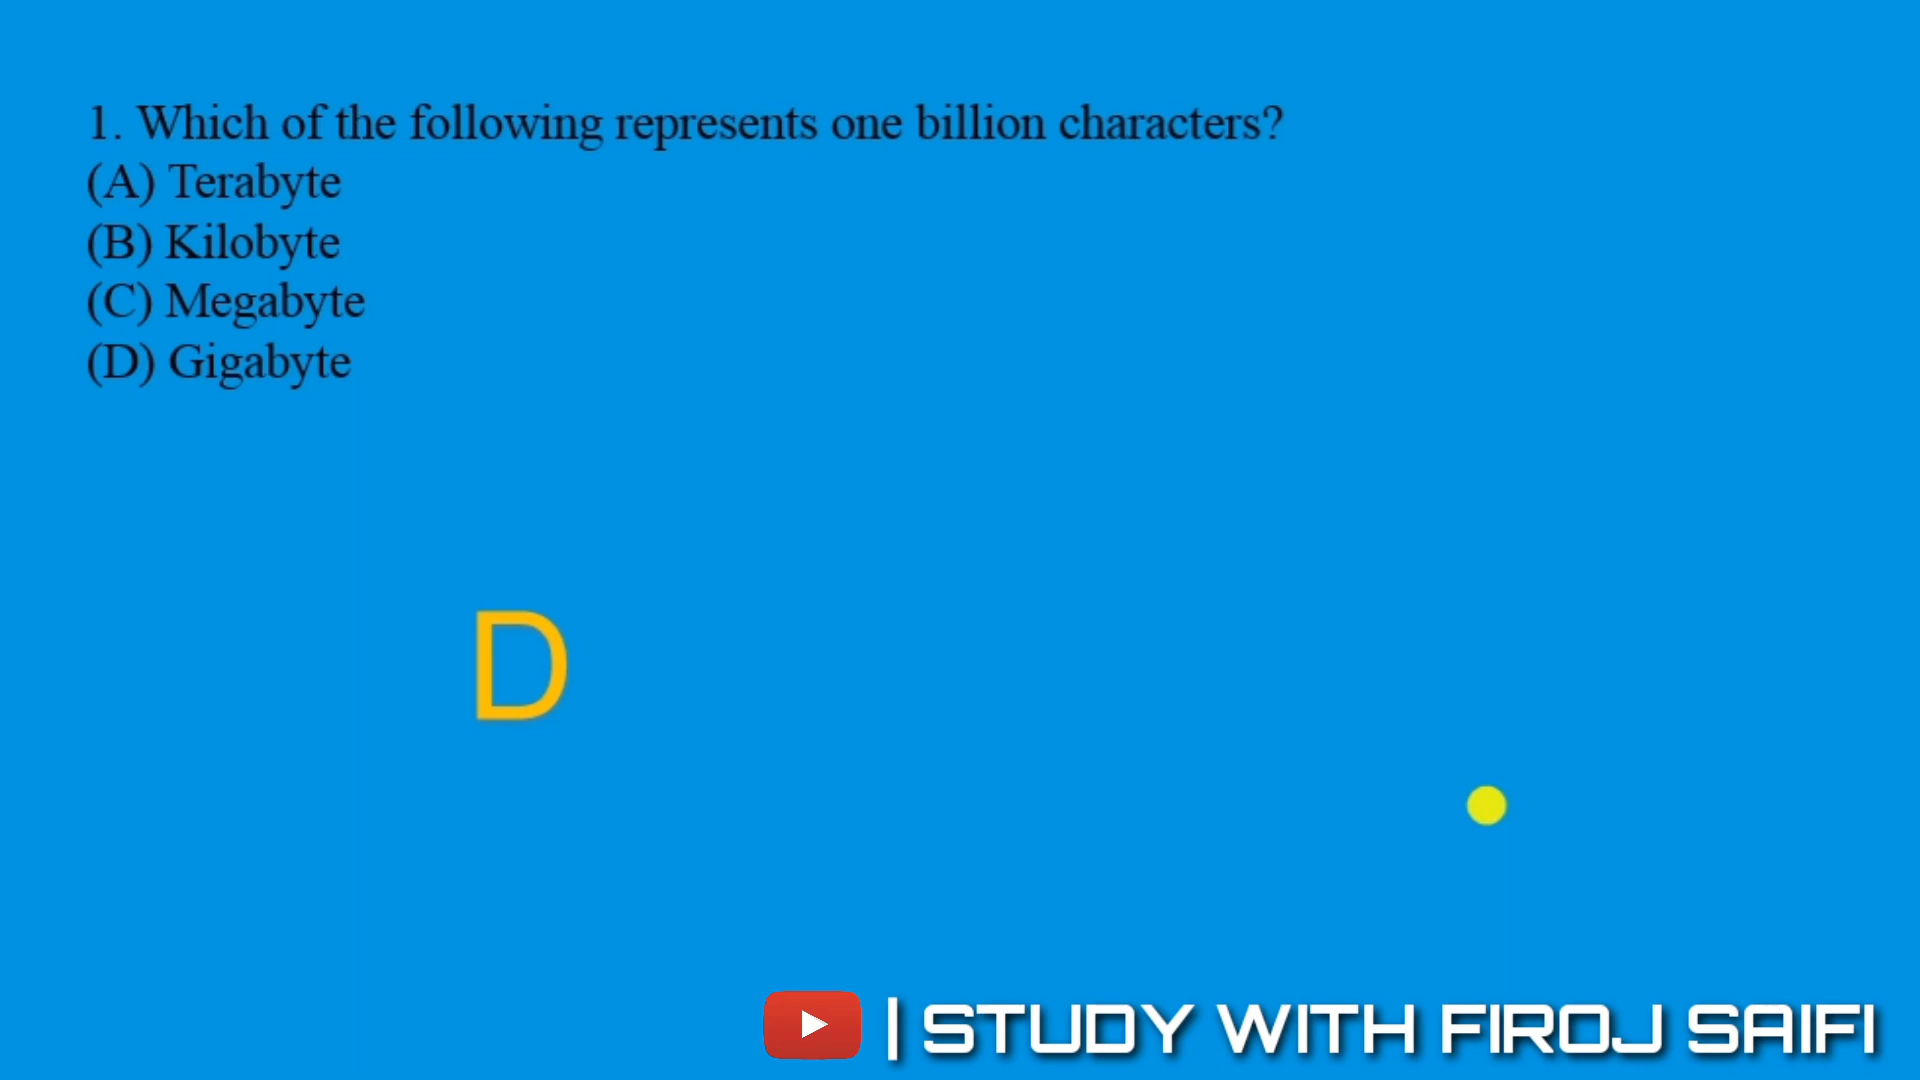 1. Which of the following represents one billion characters?
(A) Terabyte
(B) Kilobyte
(C) Megabyte
(D) Gigabyte
D
| STUDY WITH FIROJ SAIFI